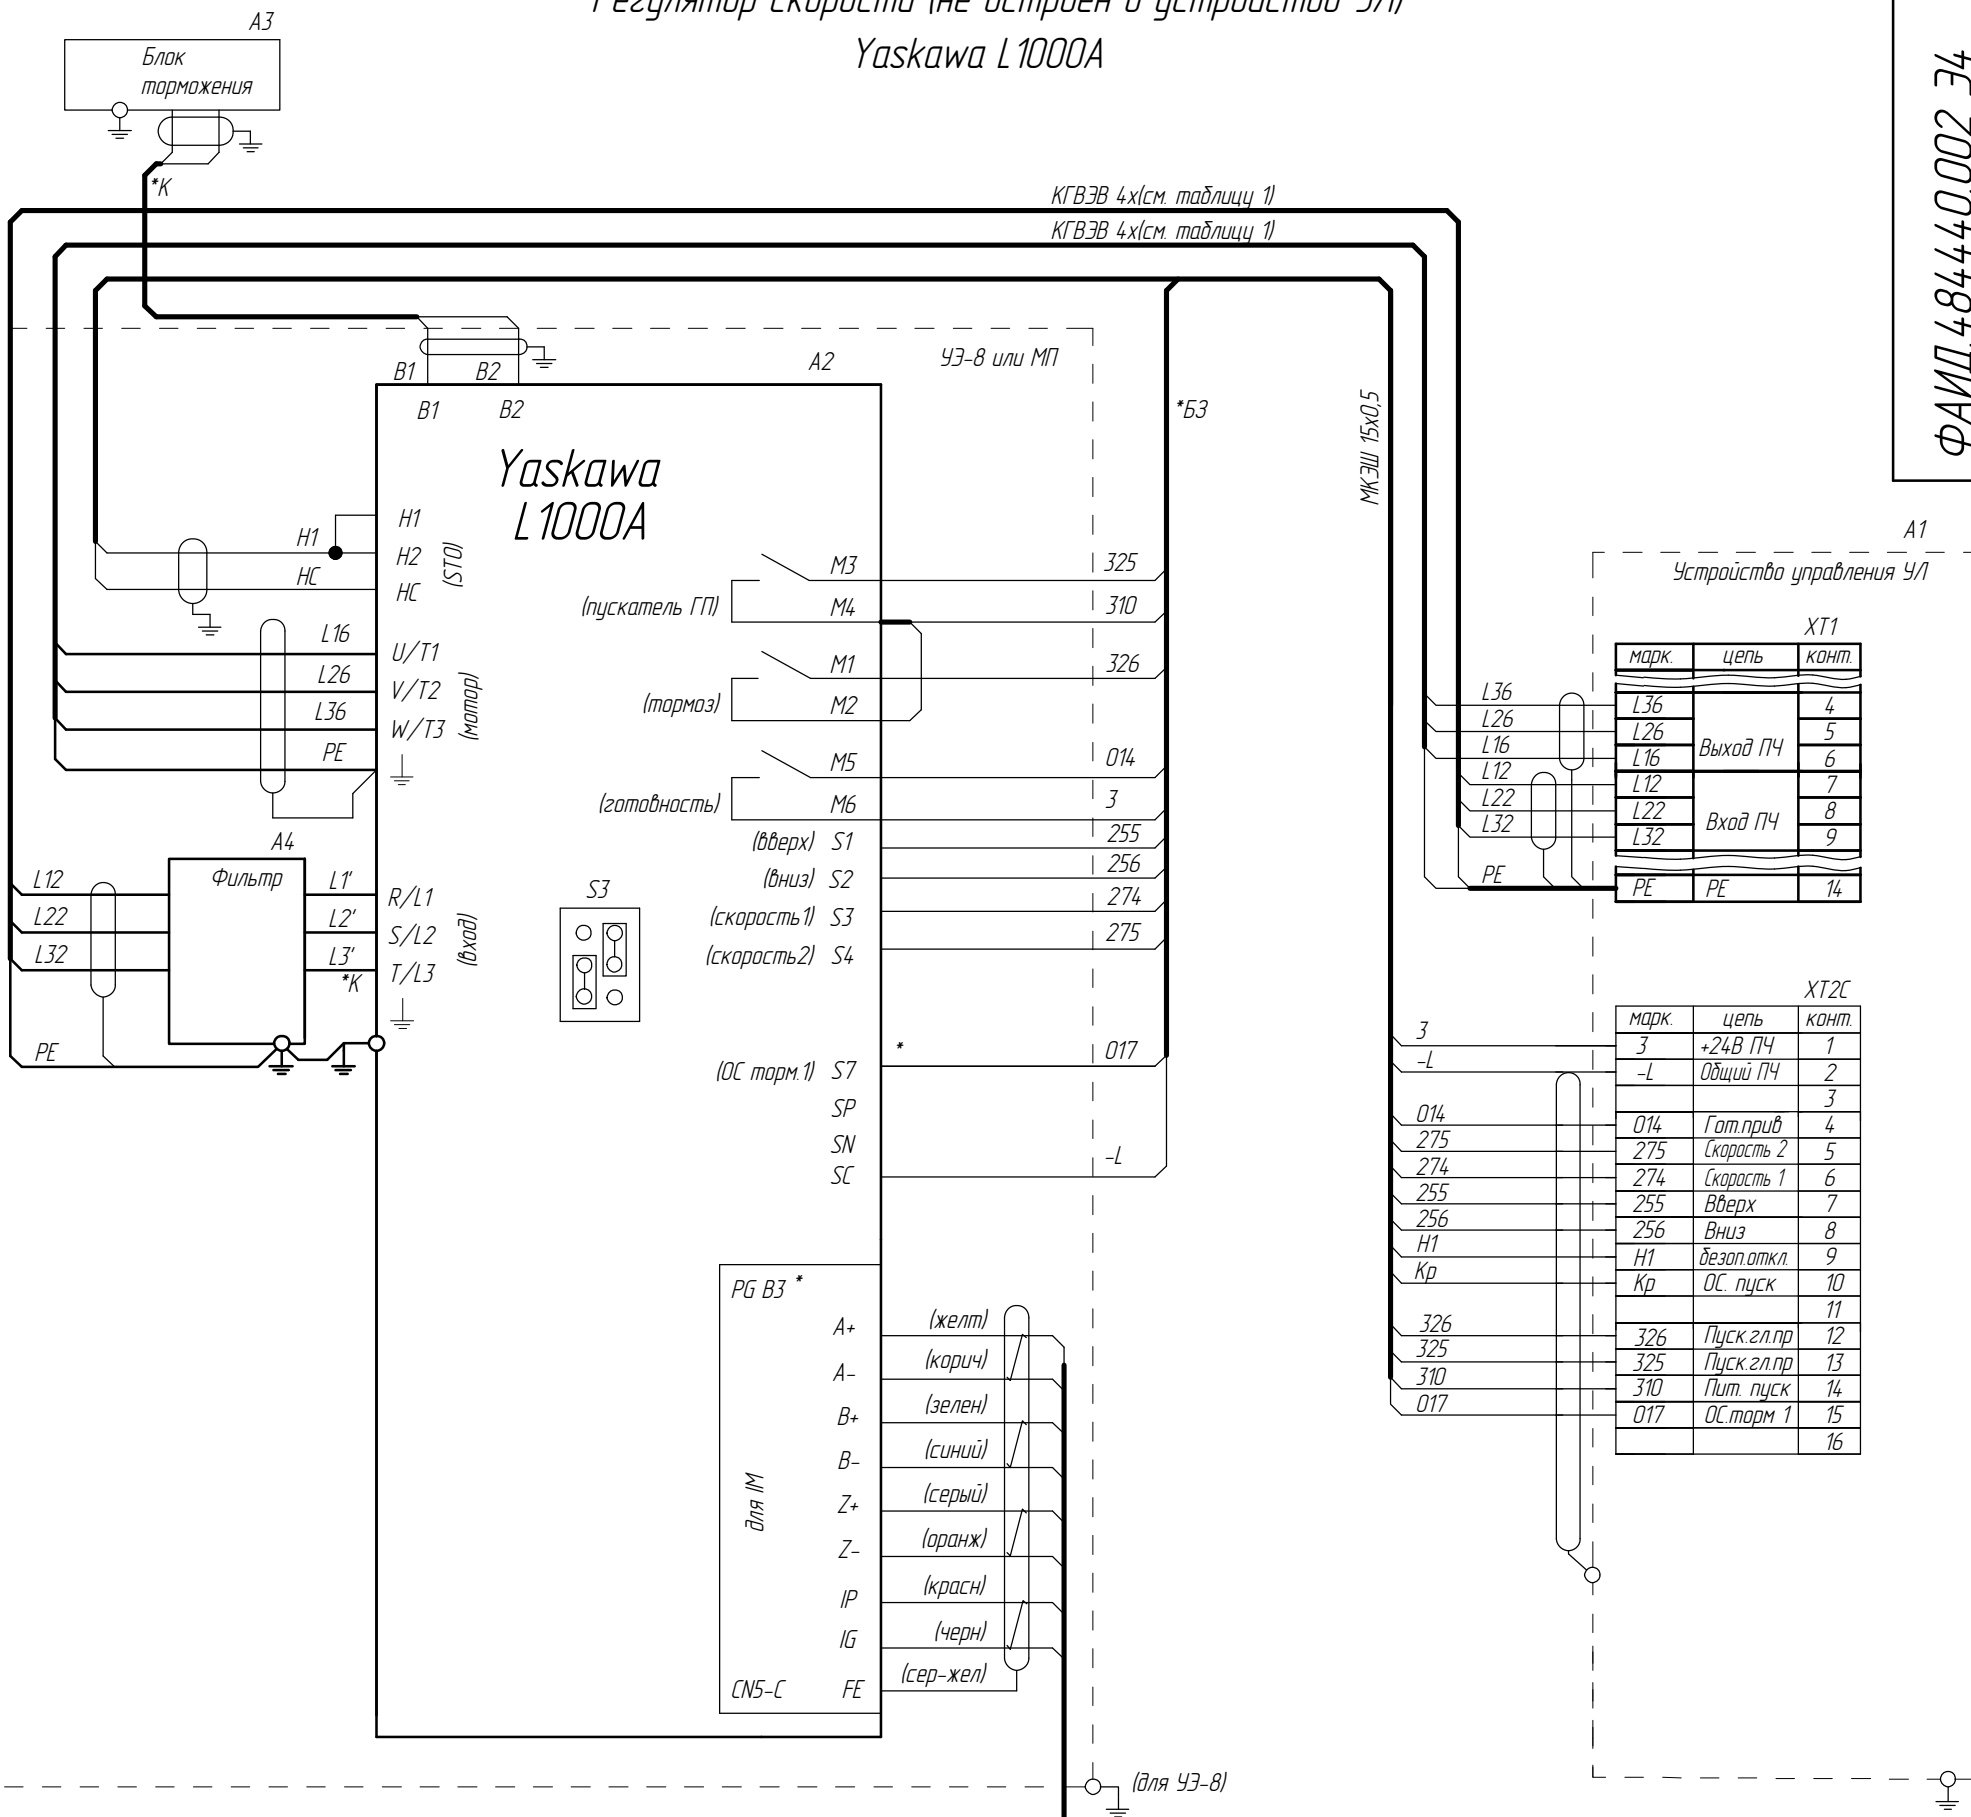 Регулятор скорости (не встроен в устройство УЛ)
Yaskawa L1000A
ФАИД.484440.002 Э4
А3
Блок
торможения
*К
КГВЭВ 4х(см. таблицу 1)
КГВЭВ 4х(см. таблицу 1)
B1
B2
А2
УЭ-8 или МП
B1
B2
*Б3
МКЭШ 15х0,5
Yaskawa
L1000A
H1
HC
H1
H2
HC
(STO)
L16
L26
L36
PE
U/T1
V/T2
W/T3
(мотор)
(пускатель ГП)
M3
M4
325
310
(тормоз)
M1
M2
326
(готовность)
M5
M6
014
3
(вверх) S1
255
(вниз) S2
256
(скорость1) S3
274
(скорость2) S4
275
А4
Фильтр
L12
L22
L32
PE
L1'
L2'
L3'
*К
R/L1
S/L2
T/L3
(вход)
S3
*
(ОС торм.1) S7
017
SP
SN
SC
-L
PG B3 *
для IM
CN5-C
A+
(желт)
A-
(корич)
B+
(зелен)
B-
(синий)
Z+
(серый)
Z-
(оранж)
IP
(красн)
IG
(черн)
FE
(сер-жел)
(для УЭ-8)
А1
Устройство управления УЛ
XT1
марк. цепь конт.
L36 L36 4
L26 L26 Выход ПЧ 5
L16 L16 6
L12 L12 7
L22 L22 Вход ПЧ 8
L32 L32 9
PE PE PE 14
XT2C
марк. цепь конт.
3 3 +24В ПЧ 1
-L -L Общий ПЧ 2
3
014 014 Гот.прив 4
275 275 Скорость 2 5
274 274 Скорость 1 6
255 255 Вверх 7
256 256 Вниз 8
H1 H1 безоп.откл. 9
Кр Кр ОС. пуск 10
11
326 326 Пуск.гл.пр 12
325 325 Пуск.гл.пр 13
310 310 Пит. пуск 14
017 017 ОС.торм 1 15
16